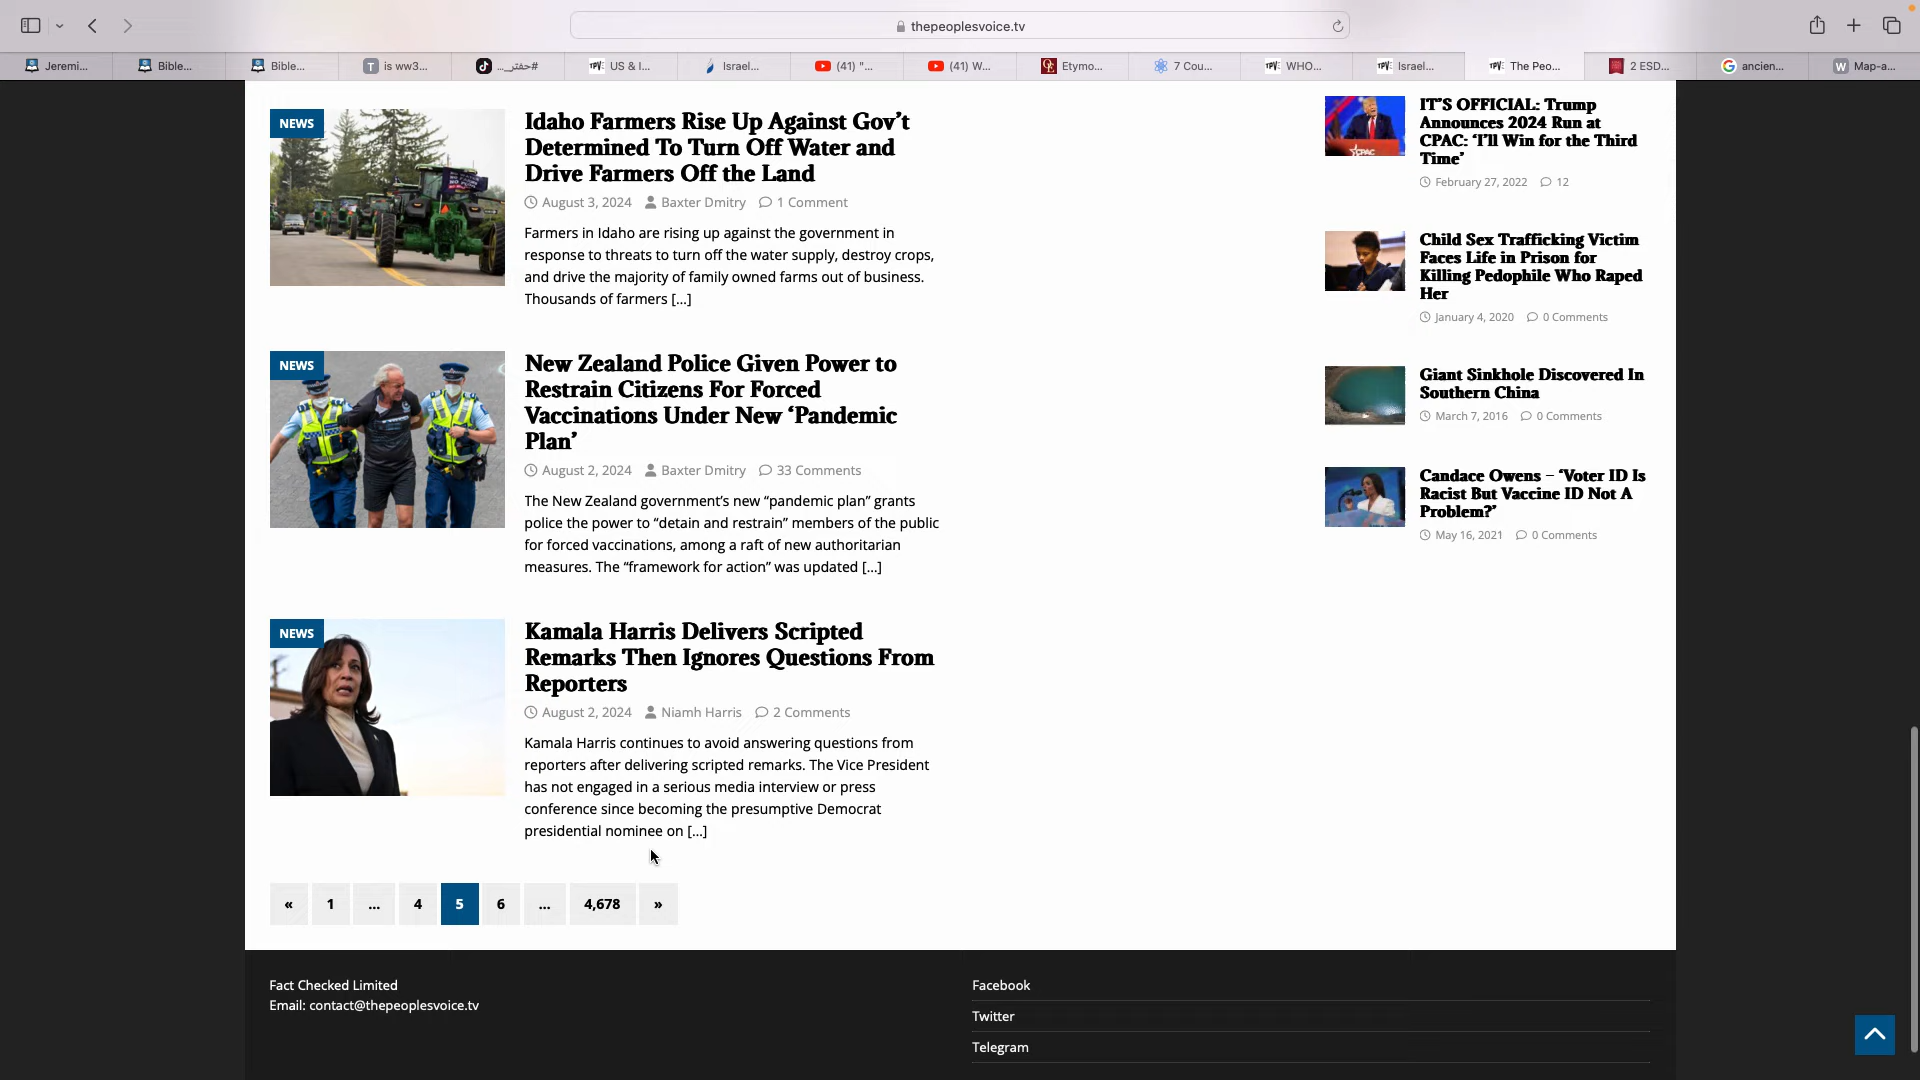 thepeoplesvoice.tv
Jeremi...
Bible...
Bible...
is ww3...
#حفتر_...
TPV: US & I...
Israel...
(41) "...
(41) W...
Etymo...
7 Cou...
TPV: WHO...
TPV: Israel...
TPV: The Peo...
2 ESD...
ancien...
W Map-a...
NEWS
Idaho Farmers Rise Up Against Gov’t
Determined To Turn Off Water and
Drive Farmers Off the Land
August 3, 2024 Baxter Dmitry 1 Comment
Farmers in Idaho are rising up against the government in
response to threats to turn off the water supply, destroy crops,
and drive the majority of family owned farms out of business.
Thousands of farmers [...]
NEWS
New Zealand Police Given Power to
Restrain Citizens For Forced
Vaccinations Under New ‘Pandemic
Plan’
August 2, 2024 Baxter Dmitry 33 Comments
The New Zealand government’s new “pandemic plan” grants
police the power to “detain and restrain” members of the public
for forced vaccinations, among a raft of new authoritarian
measures. The “framework for action” was updated [...]
NEWS
Kamala Harris Delivers Scripted
Remarks Then Ignores Questions From
Reporters
August 2, 2024 Niamh Harris 2 Comments
Kamala Harris continues to avoid answering questions from
reporters after delivering scripted remarks. The Vice President
has not engaged in a serious media interview or press
conference since becoming the presumptive Democrat
presidential nominee on [...]
« 1 ... 4 5 6 ... 4,678 »
CPAC
IT’S OFFICIAL: Trump
Announces 2024 Run at
CPAC: ‘I’ll Win for the Third
Time’
February 27, 2022 12
Child Sex Trafficking Victim
Faces Life in Prison for
Killing Pedophile Who Raped
Her
January 4, 2020 0 Comments
Giant Sinkhole Discovered In
Southern China
March 7, 2016 0 Comments
Candace Owens – ‘Voter ID Is
Racist But Vaccine ID Not A
Problem?’
May 16, 2021 0 Comments
Fact Checked Limited
Email: contact@thepeoplesvoice.tv
Facebook
Twitter
Telegram